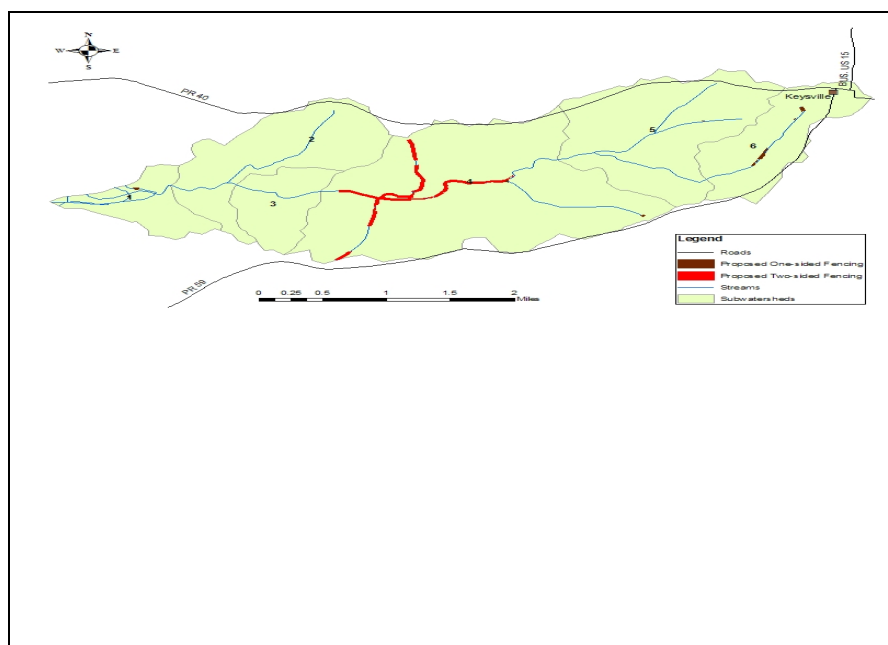 N
W E
S
BUS. US 15
PR 40
Keysville
5
2
6
4
1
3
PR 59
Legend
Roads
Proposed One-sided Fencing
Proposed Two-sided Fencing
Streams
Subwatersheds
0 0.25 0.5 1 1.5 2
Miles